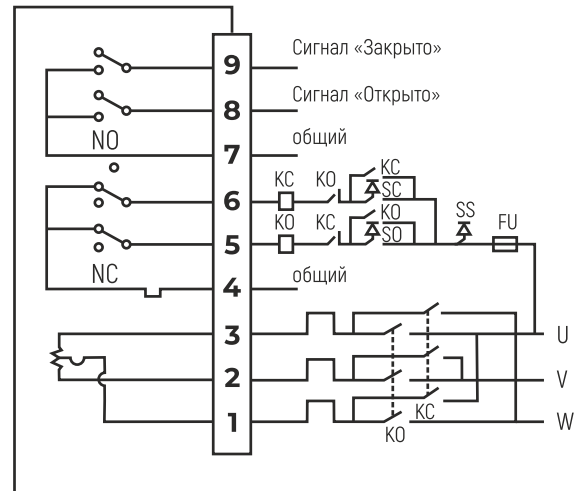 9 Сигнал «Закрыто»
8 Сигнал «Открыто»
NO
7 общий
KC
6 KC KO SC
KO
5 KO KC SO SS FU
NC
4 общий
3 U
2 V
1 W
KC
KO